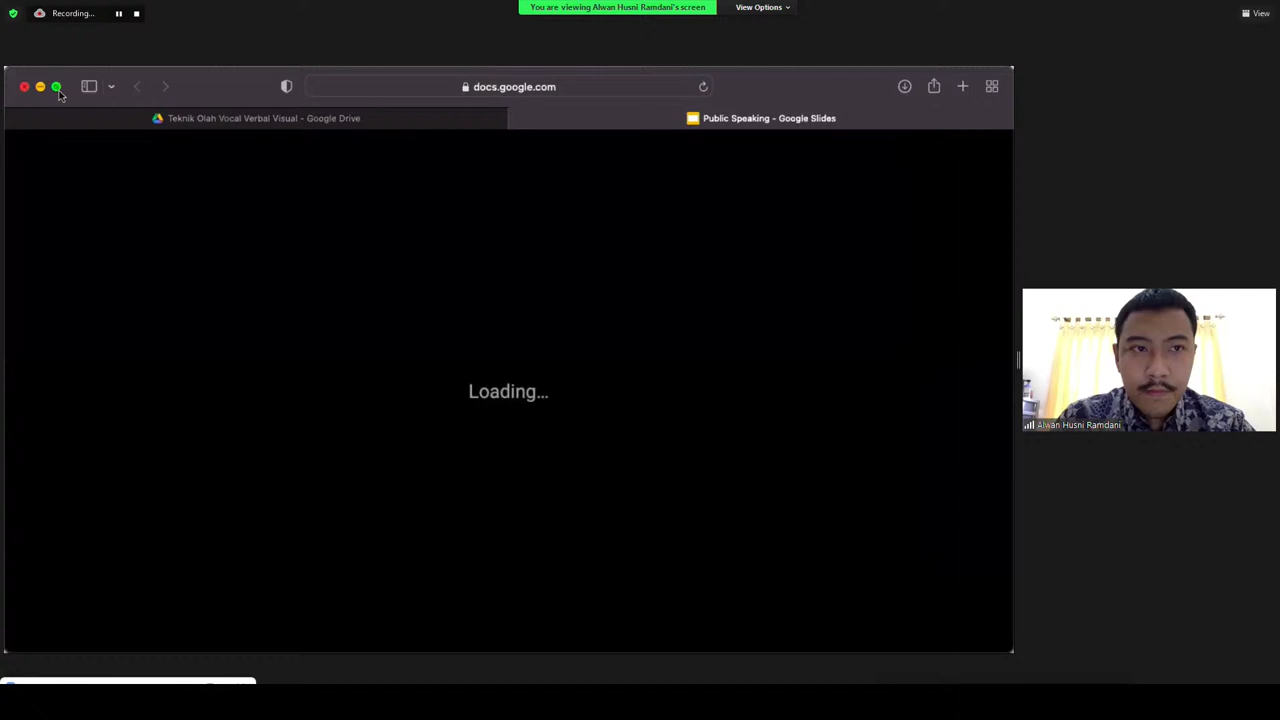 Recording...
You are viewing Alwan Husni Ramdani's screen
View Options
View
docs.google.com
Teknik Olah Vocal Verbal Visual - Google Drive
Public Speaking - Google Slides
Loading...
Alwan Husni Ramdani